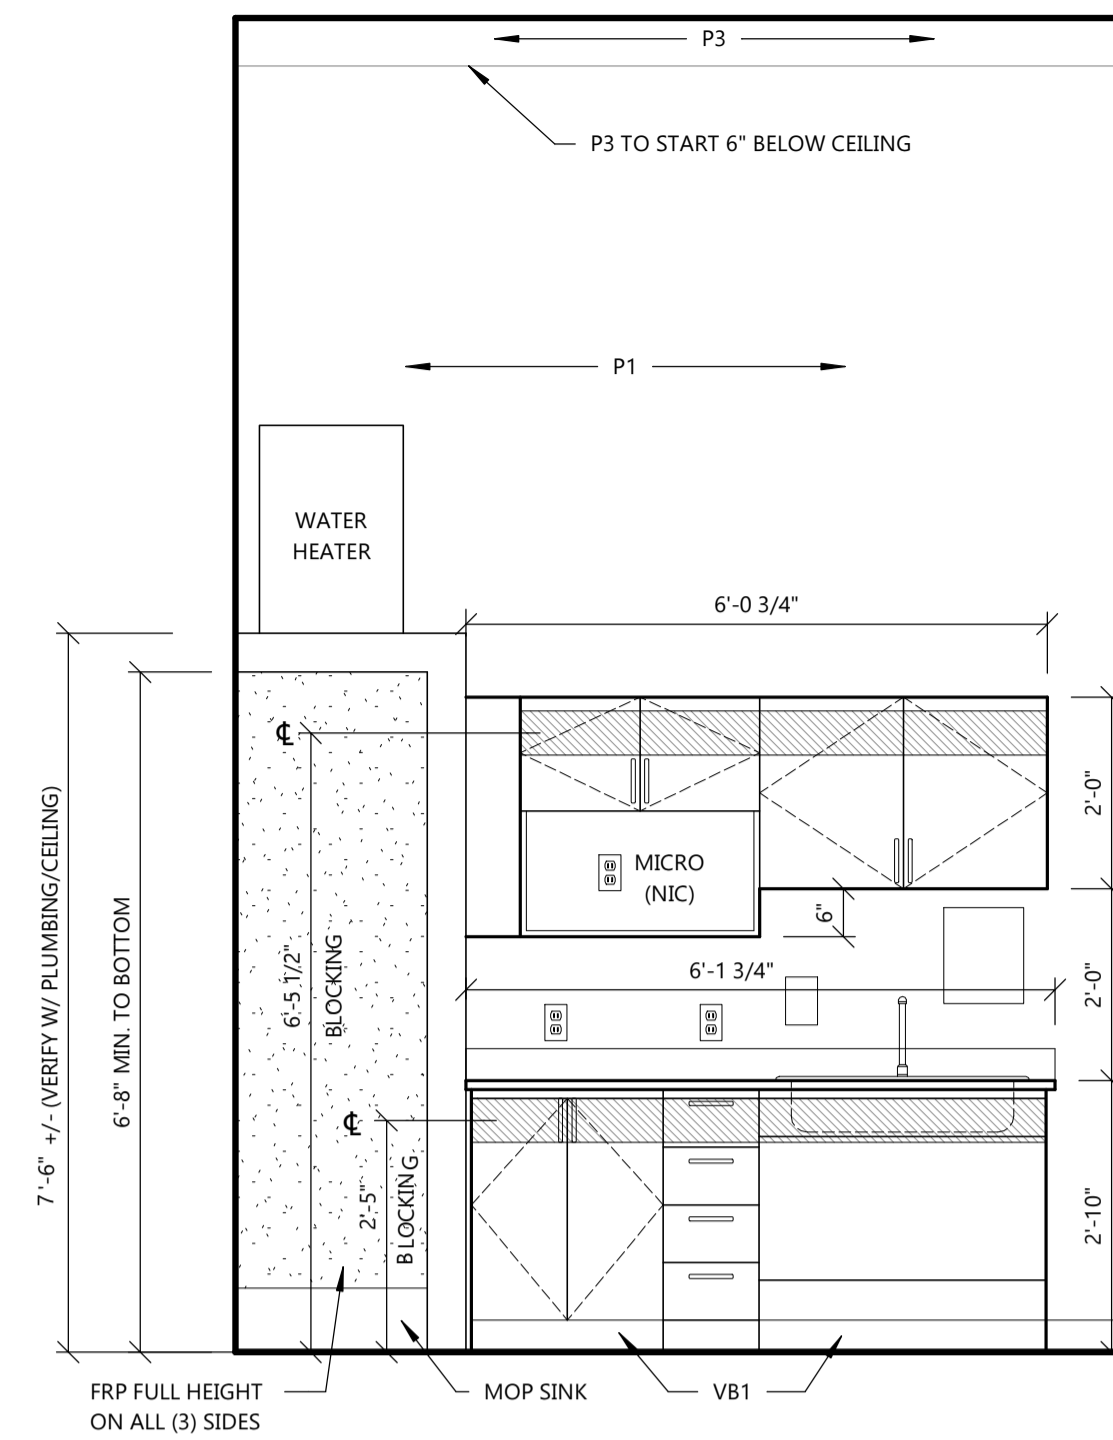 P3
P3 TO START 6" BELOW CEILING
P1
WATER
HEATER
6'-0 3/4"
7'-6" +/- (VERIFY W/ PLUMBING/CEILING)
6'-8" MIN. TO BOTTOM
℄
6'-5 1/2"
BLOCKING
MICRO
(NIC)
6"
2'-0"
6'-1 3/4"
2'-0"
℄
2'-5"
BLOCKING
2'-10"
FRP FULL HEIGHT
ON ALL (3) SIDES
MOP SINK
VB1